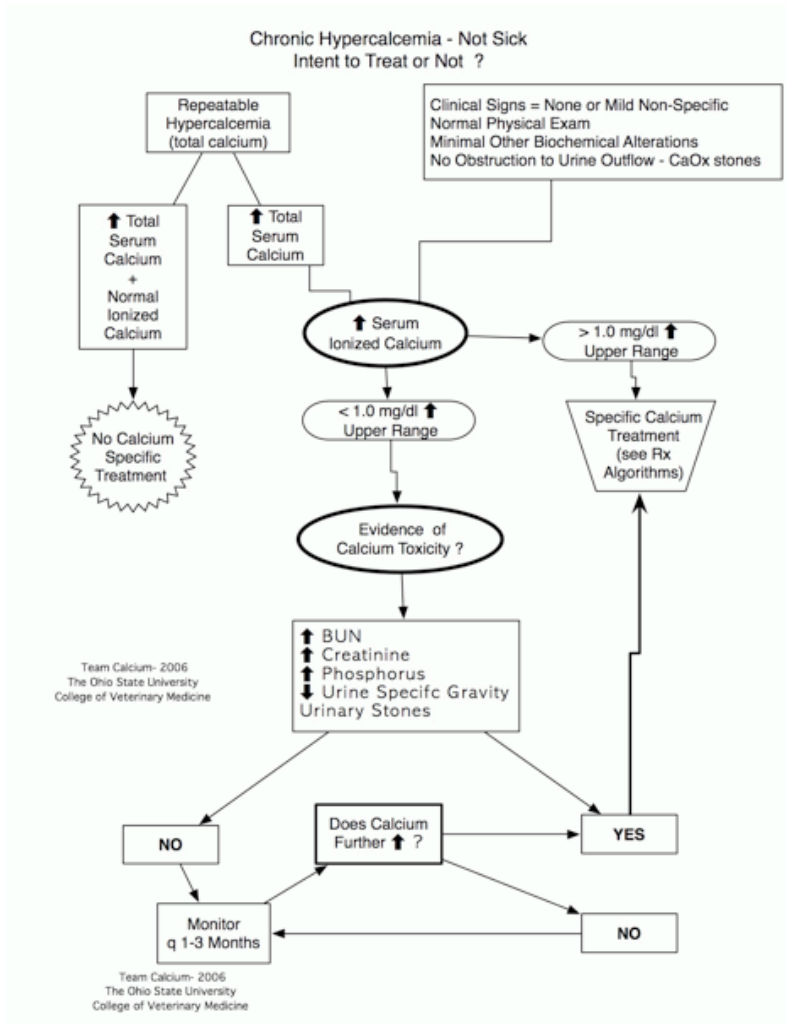 Chronic Hypercalcemia - Not Sick
Intent to Treat or Not ?
Repeatable
Hypercalcemia
(total calcium)
Clinical Signs = None or Mild Non-Specific
Normal Physical Exam
Minimal Other Biochemical Alterations
No Obstruction to Urine Outflow - CaOx stones
⬆ Total
Serum
Calcium
+
Normal
Ionized
Calcium
⬆ Total
Serum
Calcium
⬆ Serum
Ionized Calcium
> 1.0 mg/dl ⬆
Upper Range
< 1.0 mg/dl ⬆
Upper Range
No Calcium
Specific
Treatment
Specific Calcium
Treatment
(see Rx
Algorithms)
Evidence of
Calcium Toxicity ?
⬆ BUN
⬆ Creatinine
⬆ Phosphorus
⬇ Urine Specifc Gravity
Urinary Stones
Team Calcium- 2006
The Ohio State University
College of Veterinary Medicine
NO
Does Calcium
Further ⬆ ?
YES
Monitor
q 1-3 Months
NO
Team Calcium- 2006
The Ohio State University
College of Veterinary Medicine